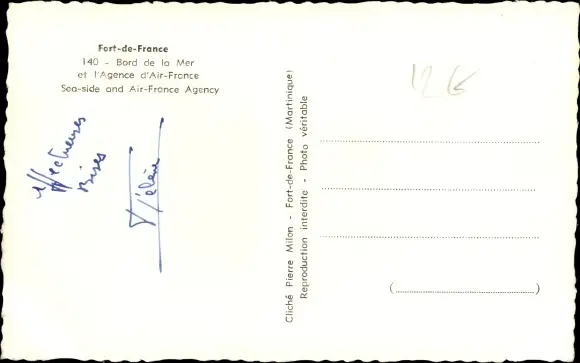 Fort-de-France
140 - Bord de la Mer
et l'Agence d'Air-France
Sea-side and Air-France Agency
affectueuses
Bises
Hélène
Cliché Pierre Milon - Fort-de-France (Martinique)
Reproduction interdite - Photo véritable